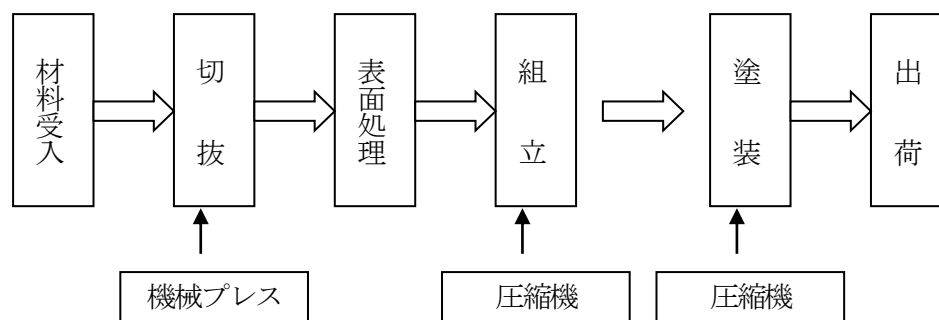 材料受入
切抜
表面処理
組立
塗装
出荷
機械プレス
圧縮機
圧縮機